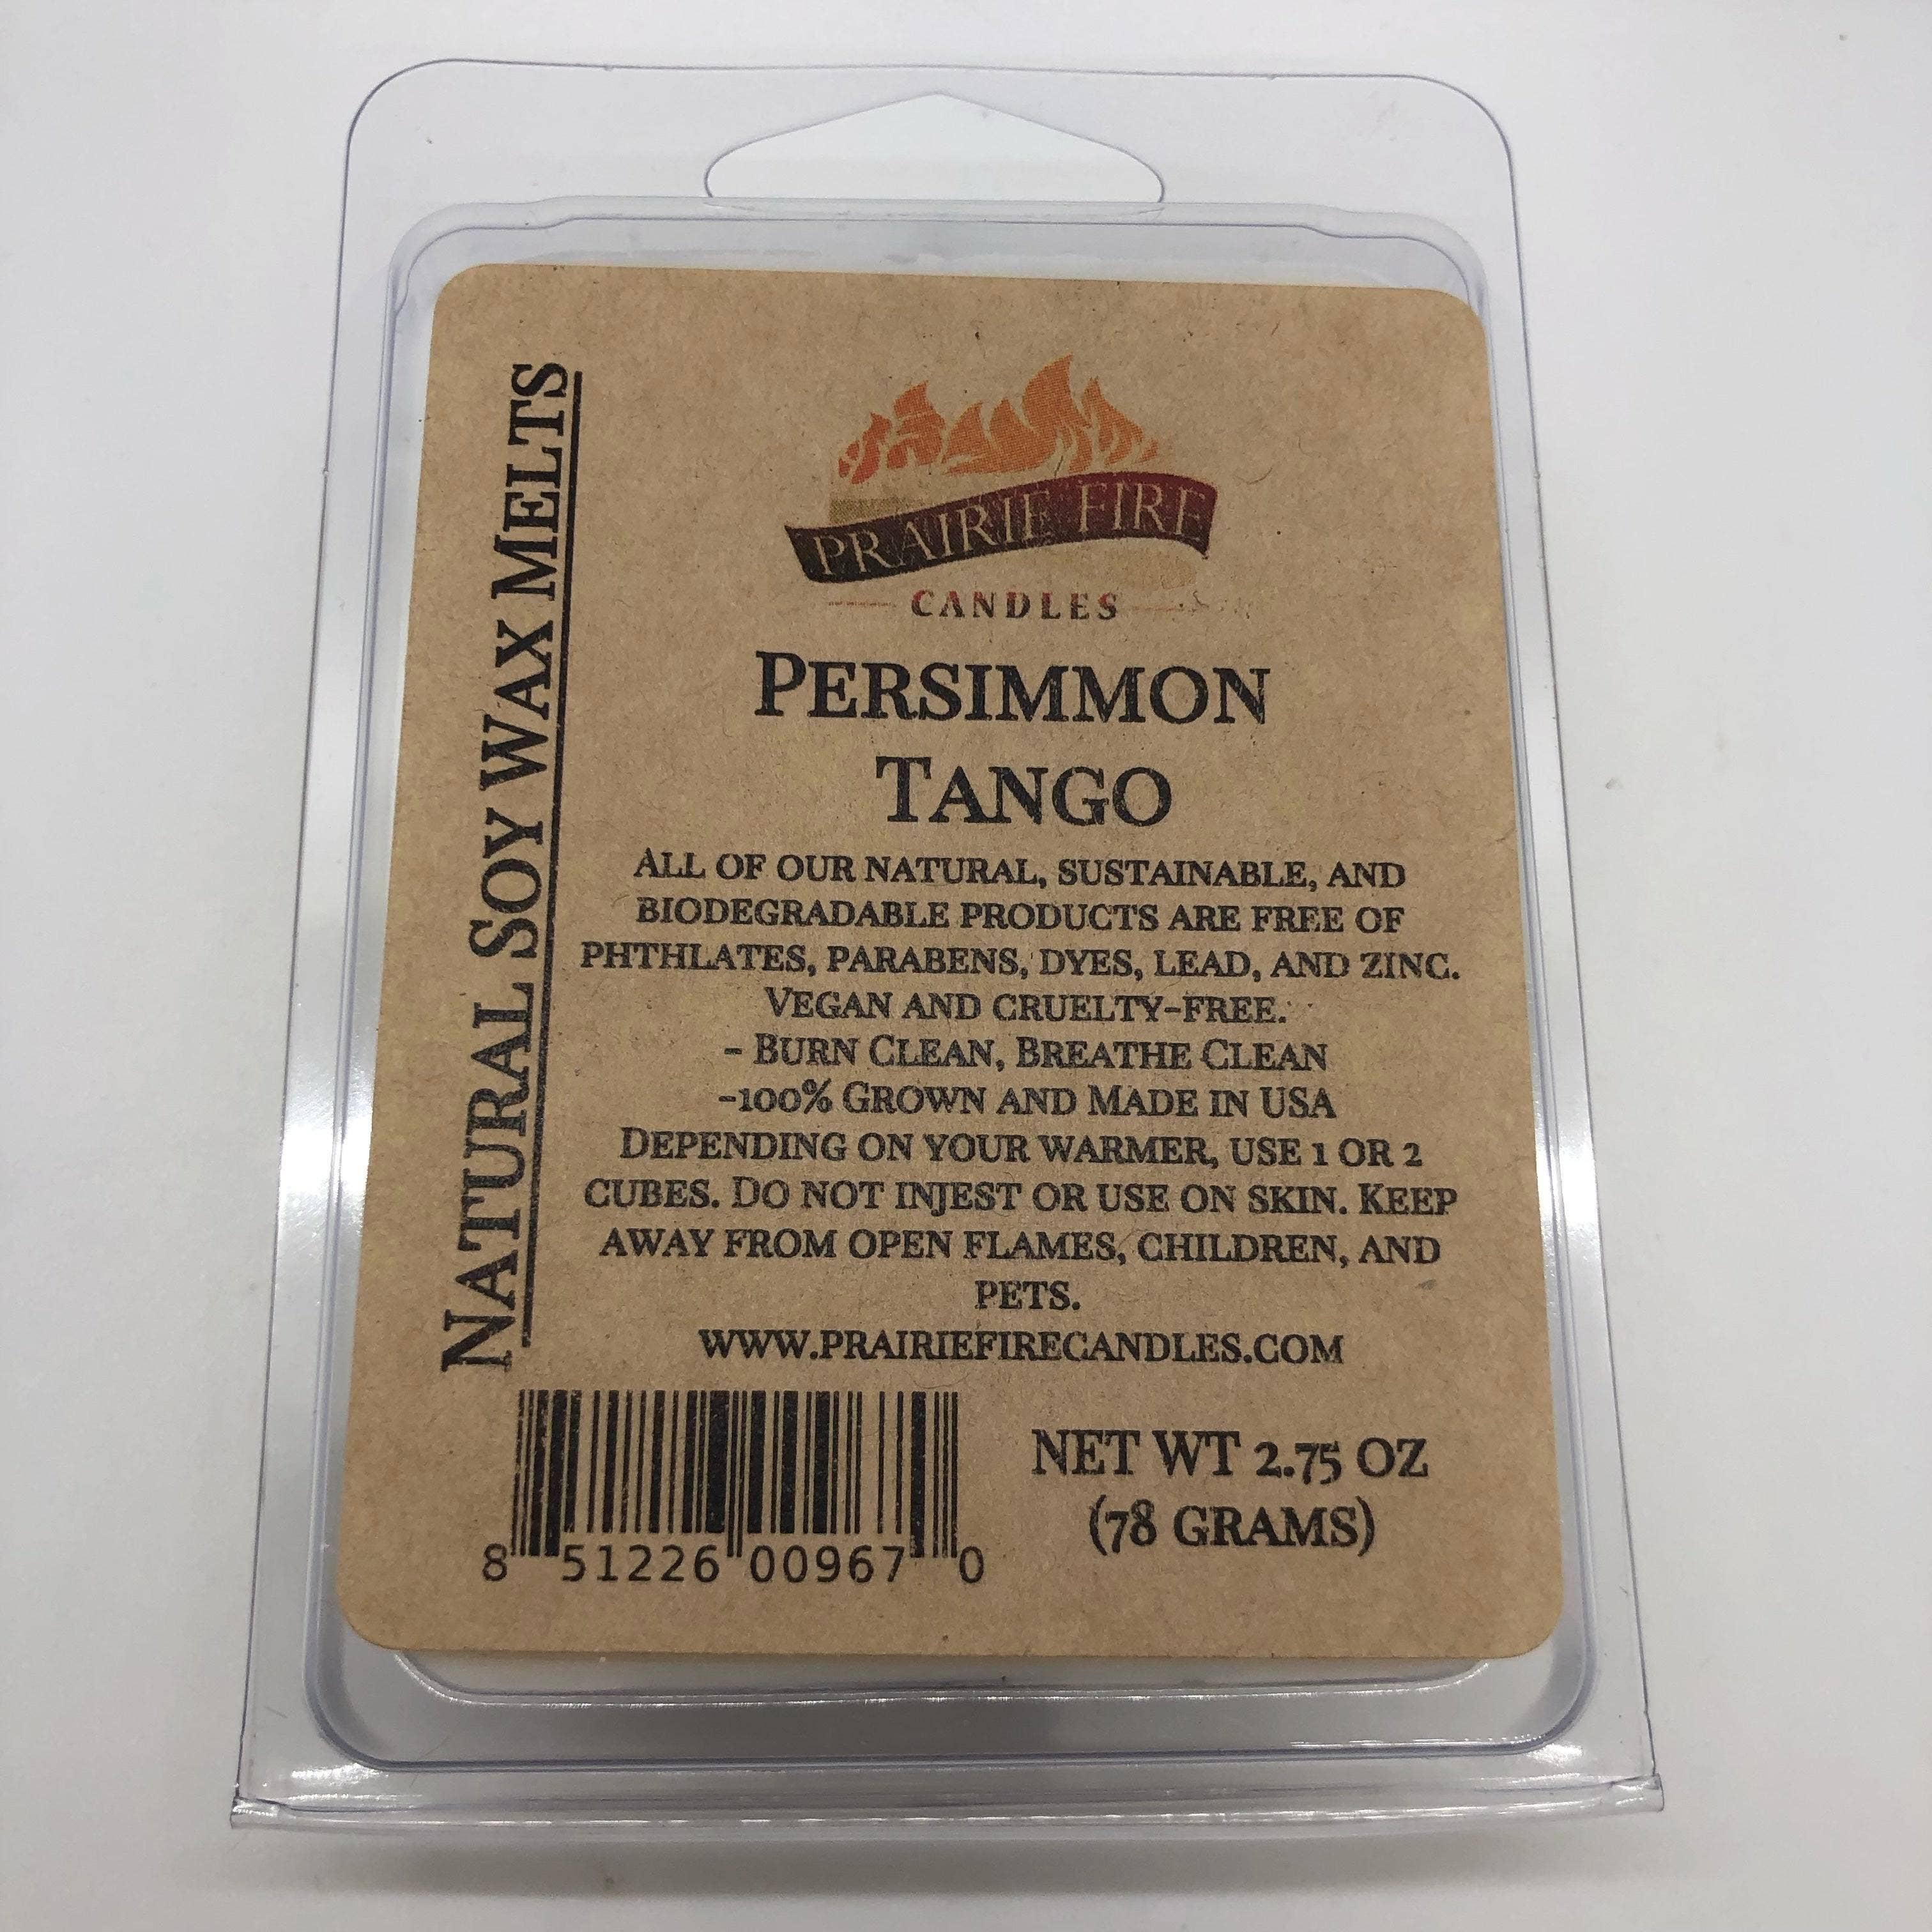 NATURAL SOY WAX MELTS
PRAIRIE FIRE
CANDLES
PERSIMMON
TANGO
ALL OF OUR NATURAL, SUSTAINABLE, AND
BIODEGRADABLE PRODUCTS ARE FREE OF
PHTHLATES, PARABENS, DYES, LEAD, AND ZINC.
VEGAN AND CRUELTY-FREE.
- BURN CLEAN, BREATHE CLEAN
-100% GROWN AND MADE IN USA
DEPENDING ON YOUR WARMER, USE 1 OR 2
CUBES. DO NOT INJEST OR USE ON SKIN. KEEP
AWAY FROM OPEN FLAMES, CHILDREN, AND
PETS.
WWW.PRAIRIEFIRECANDLES.COM
8 51226 00967 0
NET WT 2.75 OZ
(78 GRAMS)